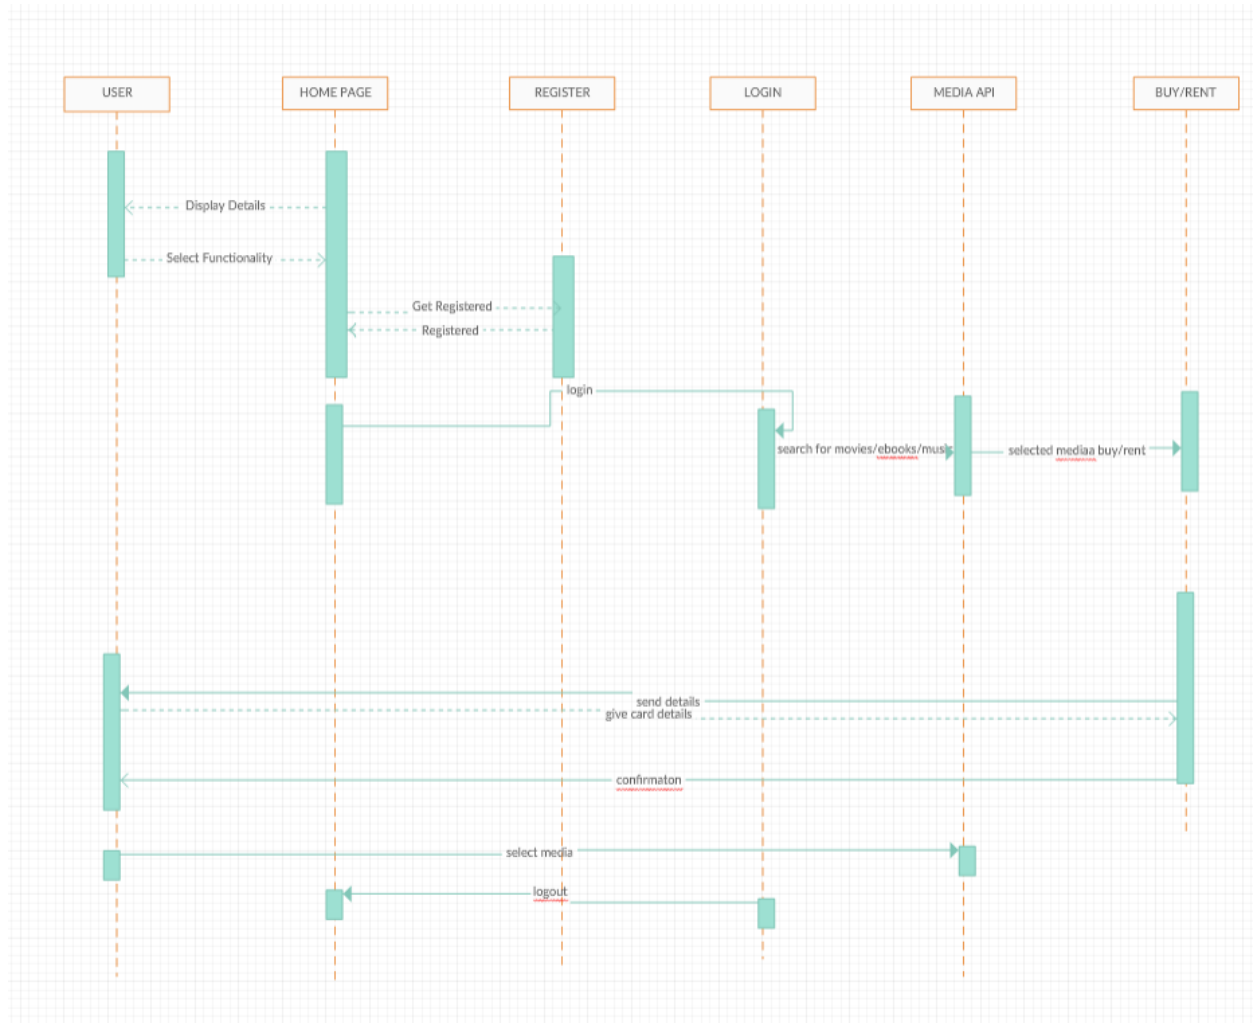 USER
HOME PAGE
REGISTER
LOGIN
MEDIA API
BUY/RENT
Display Details
Select Functionality
Get Registered
Registered
login
search for movies/ebooks/music
selected mediaa buy/rent
send details
give card details
confirmaton
select media
logout